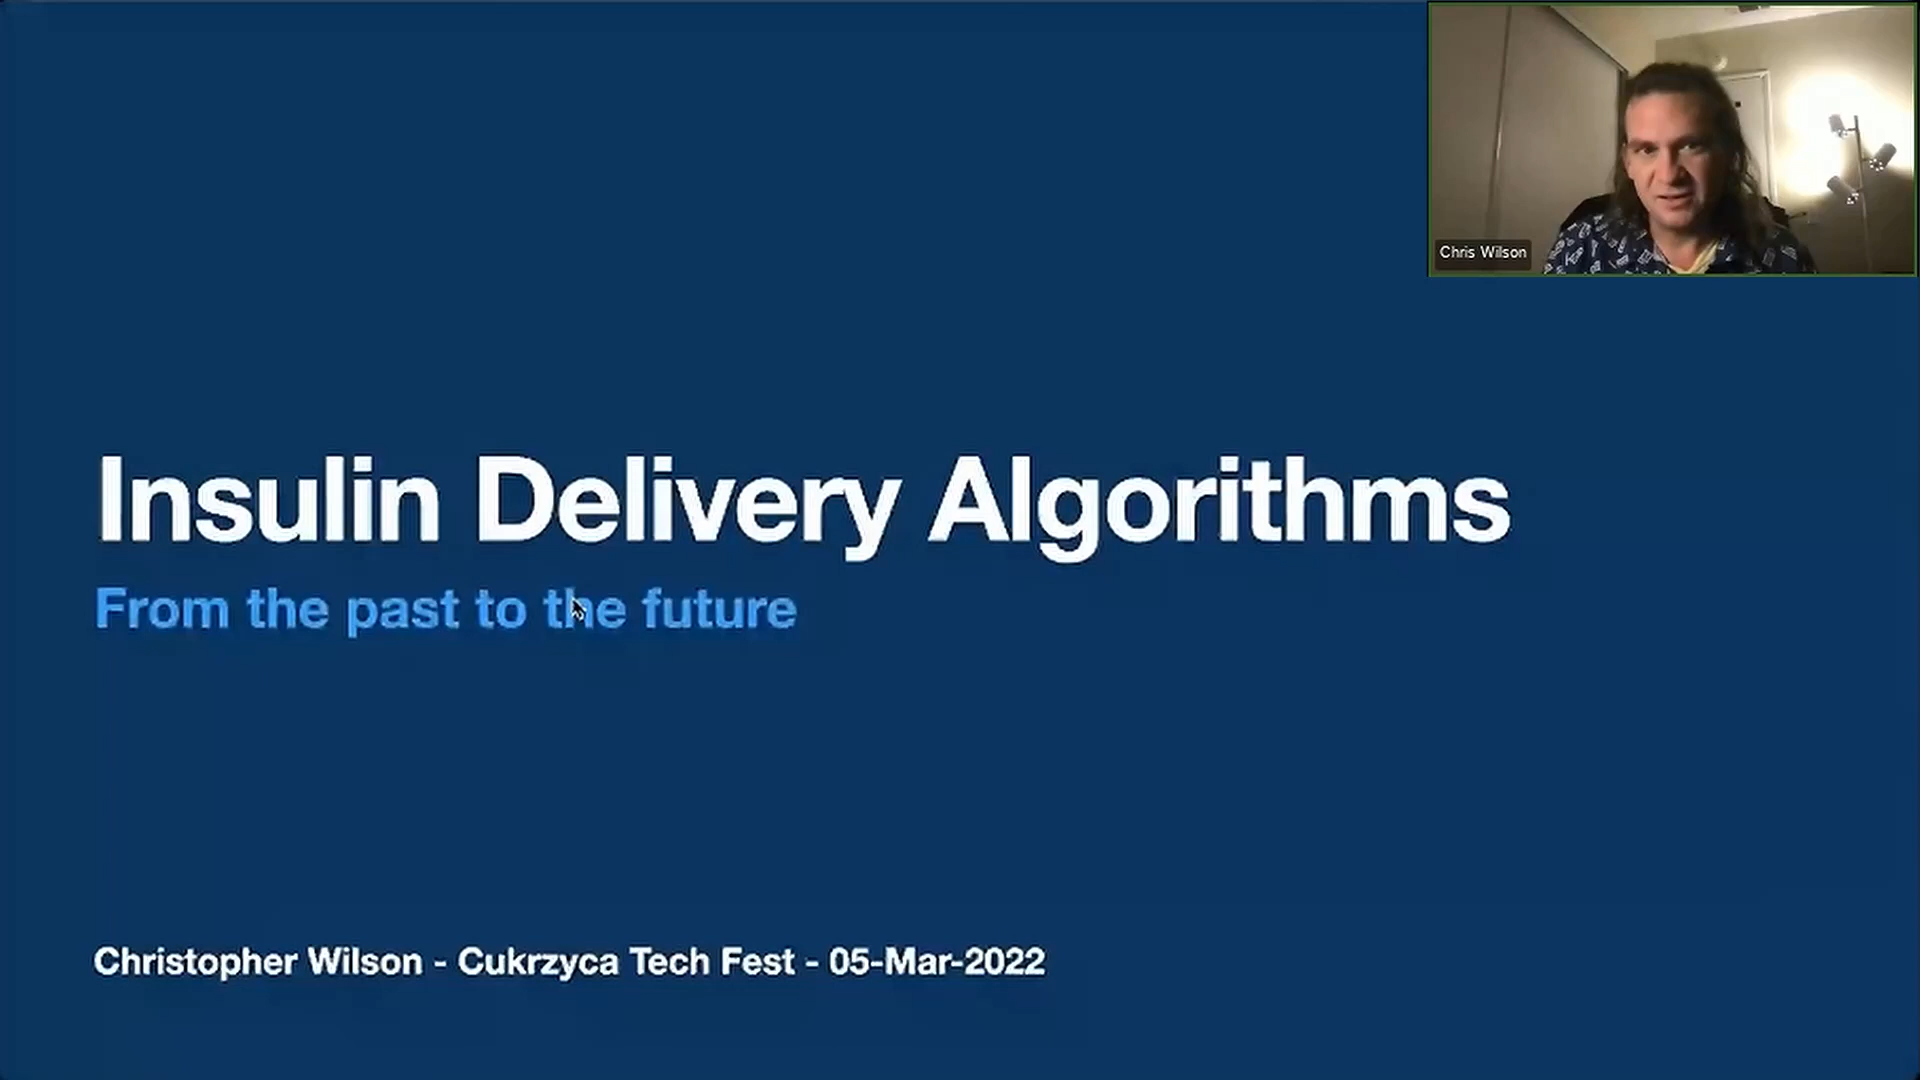 Chris Wilson
Insulin Delivery Algorithms
From the past to the future
Christopher Wilson - Cukrzyca Tech Fest - 05-Mar-2022